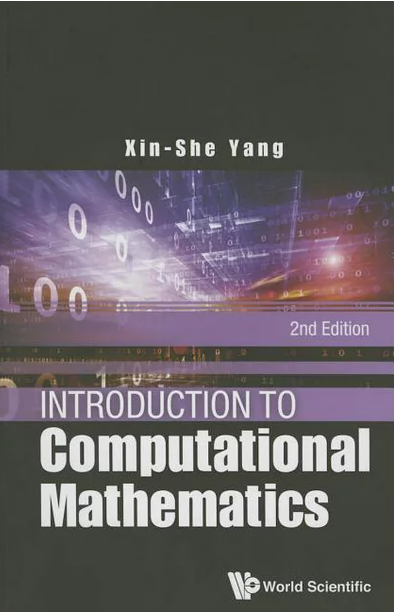 Xin-She Yang
2nd Edition
INTRODUCTION TO
Computational
Mathematics
World Scientific